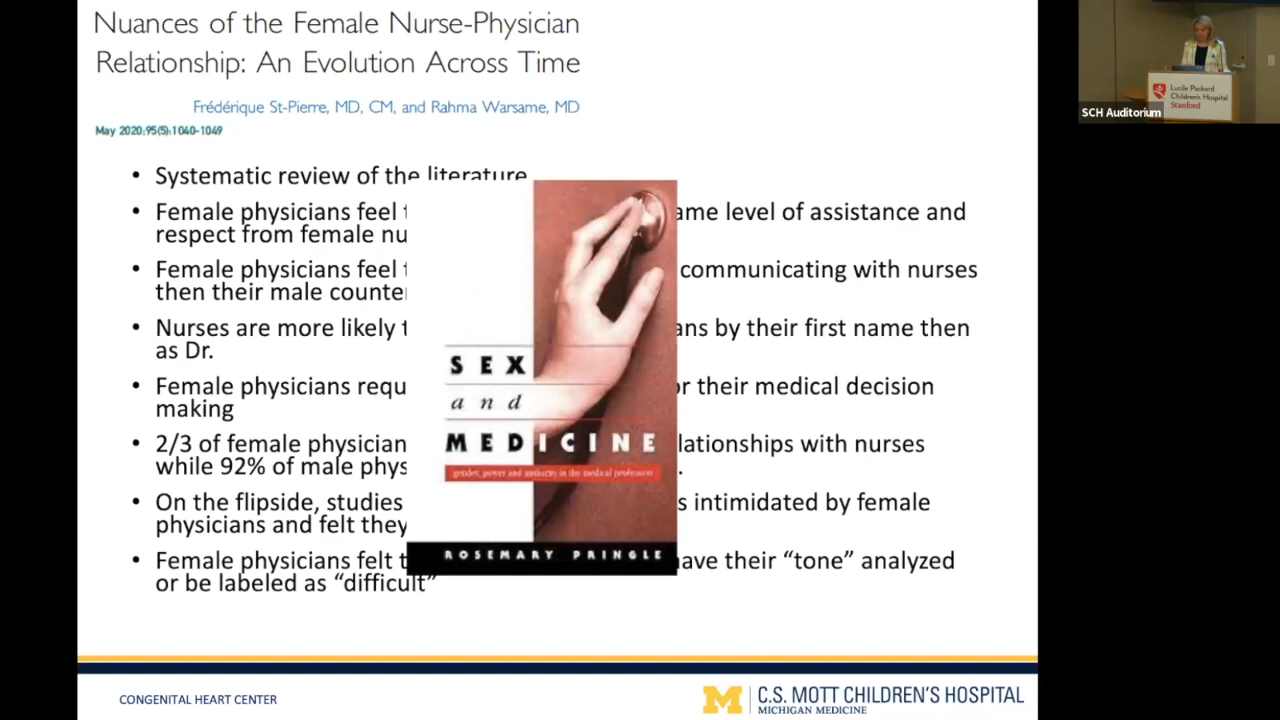 Nuances of the Female Nurse-Physician
Relationship: An Evolution Across Time
Frédérique St-Pierre, MD, CM, and Rahma Warsame, MD
May 2020;95(5):1040-1049
• Systematic review of the literature
• Female physicians feel
ame level of assistance and
respect from female nu
• Female physicians feel
communicating with nurses
then their male counter
• Nurses are more likely
ans by their first name then
as Dr.
• Female physicians requ
or their medical decision
making
• 2/3 of female physician
lationships with nurses
while 92% of male phys
.
• On the flipside, studies
s intimidated by female
physicians and felt they
• Female physicians felt t
ave their “tone” analyzed
or be labeled as “difficult”
SEX
and
MEDICINE
gender, power and authority in the medical profession
ROSEMARY PRINGLE
CONGENITAL HEART CENTER
M
C.S. MOTT CHILDREN'S HOSPITAL
MICHIGAN MEDICINE
Lucile Packard
Children's Hospital
Stanford
SCH Auditorium